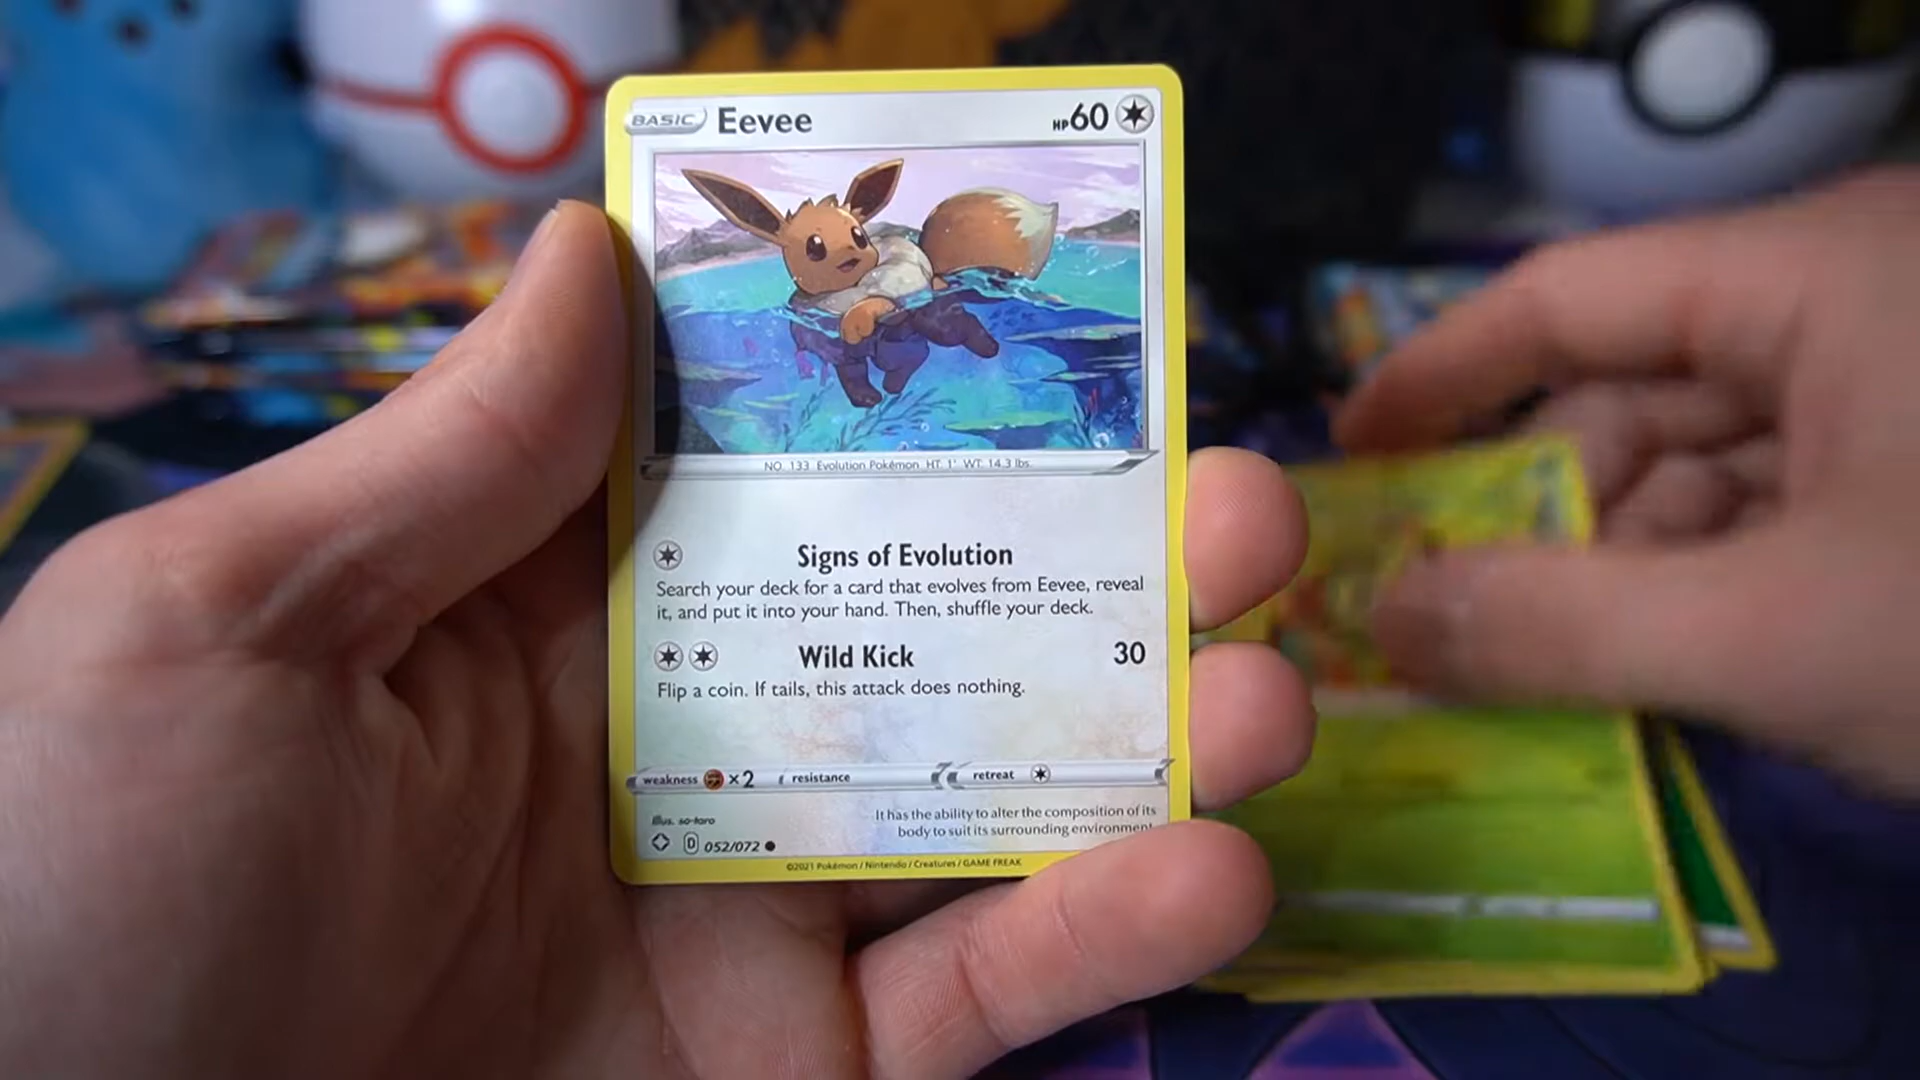 BASIC Eevee HP60
NO. 133 Evolution Pokémon HT: 1' WT: 14.3 lbs.
Signs of Evolution
Search your deck for a card that evolves from Eevee, reveal
it, and put it into your hand. Then, shuffle your deck.
Wild Kick 30
Flip a coin. If tails, this attack does nothing.
weakness ×2 resistance retreat
Illus. so-taro
It has the ability to alter the composition of its
body to suit its surrounding environment.
D 052/072
©2021 Pokémon / Nintendo / Creatures / GAME FREAK